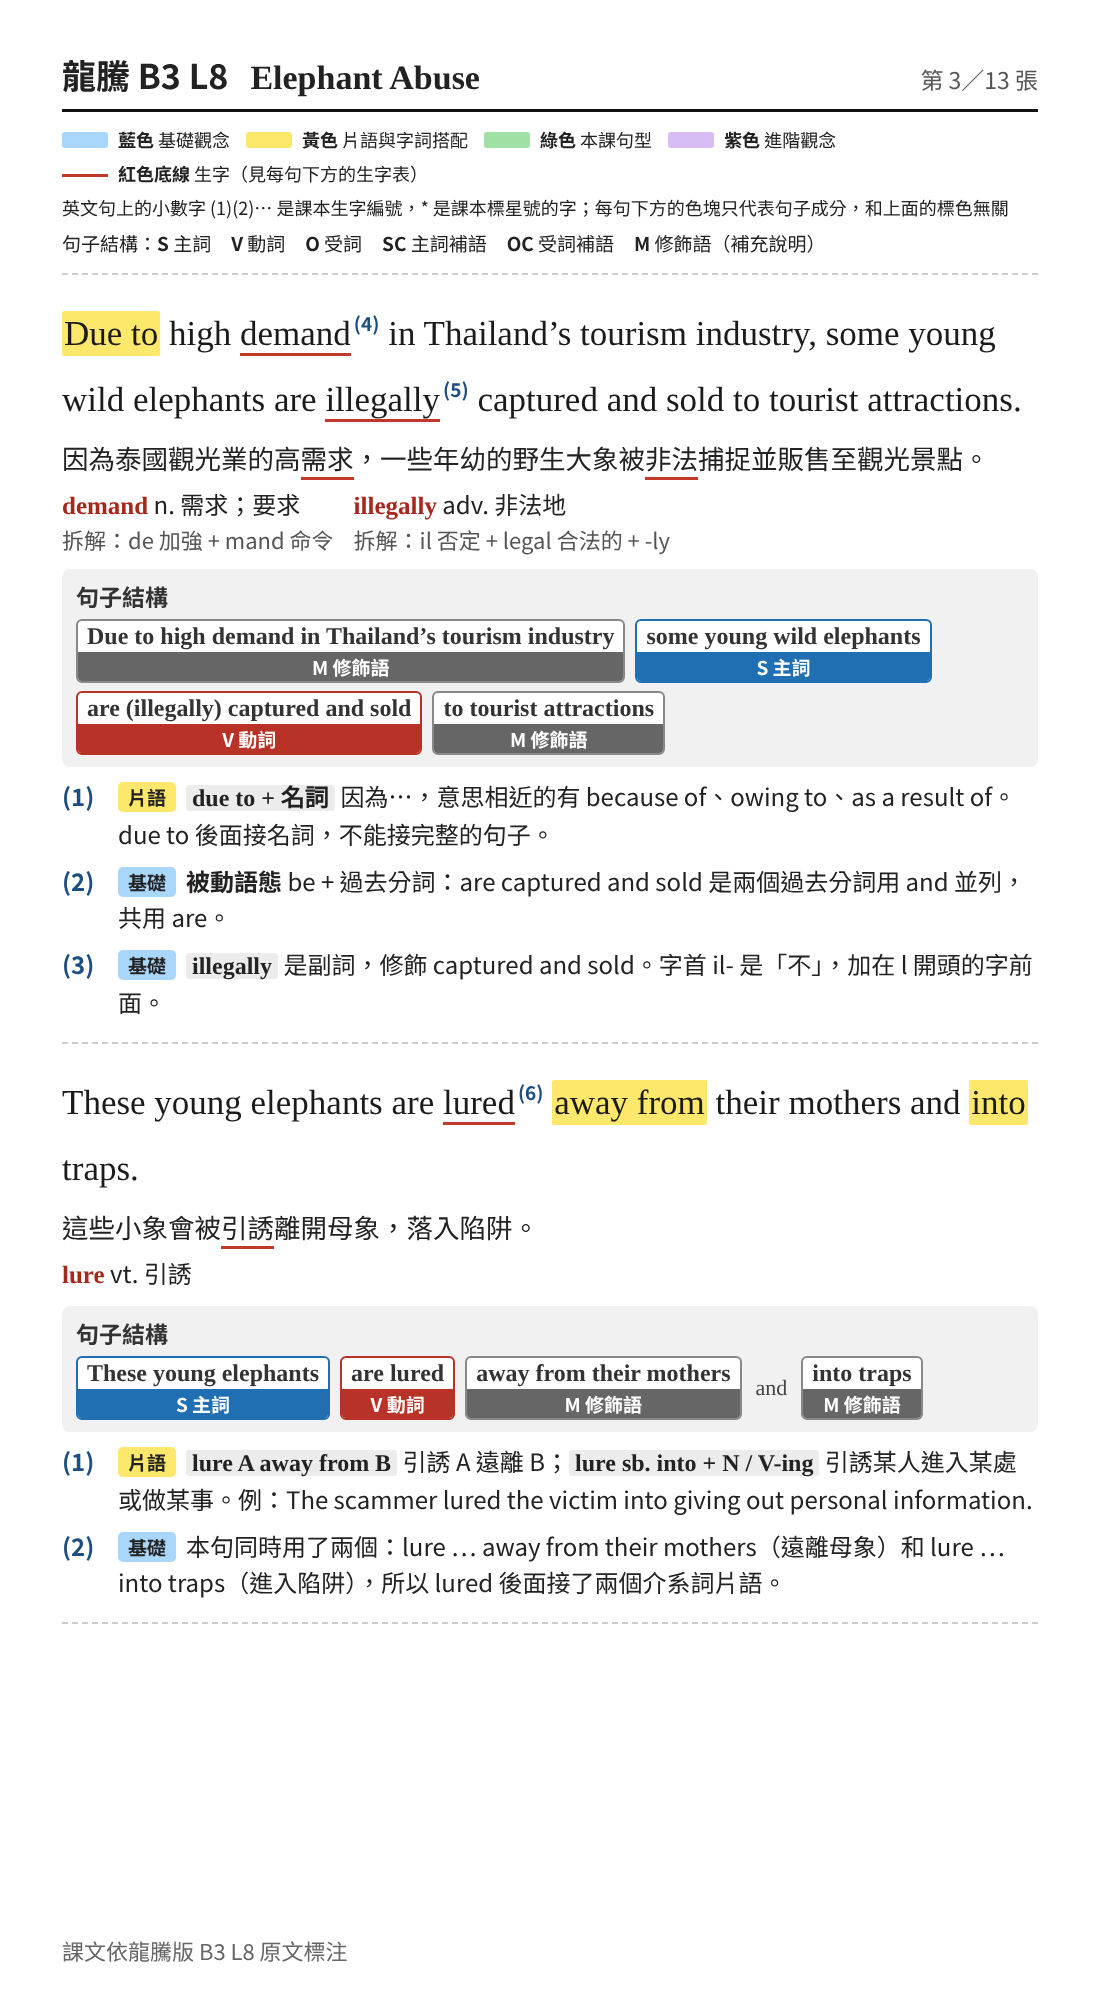 龍騰 B3 L8 Elephant Abuse
第 3／13 張
藍色 基礎觀念 黃色 片語與字詞搭配 綠色 本課句型 紫色 進階觀念
紅色底線 生字（見每句下方的生字表）
英文句上的小數字 (1)(2)… 是課本生字編號，* 是課本標星號的字；每句下方的色塊只代表句子成分，和上面的標色無關
句子結構：S 主詞 V 動詞 O 受詞 SC 主詞補語 OC 受詞補語 M 修飾語（補充說明）
Due to high demand(4) in Thailand’s tourism industry, some young
wild elephants are illegally(5) captured and sold to tourist attractions.
因為泰國觀光業的高需求，一些年幼的野生大象被非法捕捉並販售至觀光景點。
demand n. 需求；要求 illegally adv. 非法地
拆解：de 加強 + mand 命令 拆解：il 否定 + legal 合法的 + -ly
句子結構
Due to high demand in Thailand’s tourism industry some young wild elephants
M 修飾語 S 主詞
are (illegally) captured and sold to tourist attractions
V 動詞 M 修飾語
(1) 片語 due to + 名詞 因為…，意思相近的有 because of、owing to、as a result of。
due to 後面接名詞，不能接完整的句子。
(2) 基礎 被動語態 be + 過去分詞：are captured and sold 是兩個過去分詞用 and 並列，
共用 are。
(3) 基礎 illegally 是副詞，修飾 captured and sold。字首 il- 是「不」，加在 l 開頭的字前
面。
These young elephants are lured(6) away from their mothers and into
traps.
這些小象會被引誘離開母象，落入陷阱。
lure vt. 引誘
句子結構
These young elephants are lured away from their mothers and into traps
S 主詞 V 動詞 M 修飾語 M 修飾語
(1) 片語 lure A away from B 引誘 A 遠離 B；lure sb. into + N / V-ing 引誘某人進入某處
或做某事。例：The scammer lured the victim into giving out personal information.
(2) 基礎 本句同時用了兩個：lure … away from their mothers（遠離母象）和 lure …
into traps（進入陷阱），所以 lured 後面接了兩個介系詞片語。
課文依龍騰版 B3 L8 原文標注